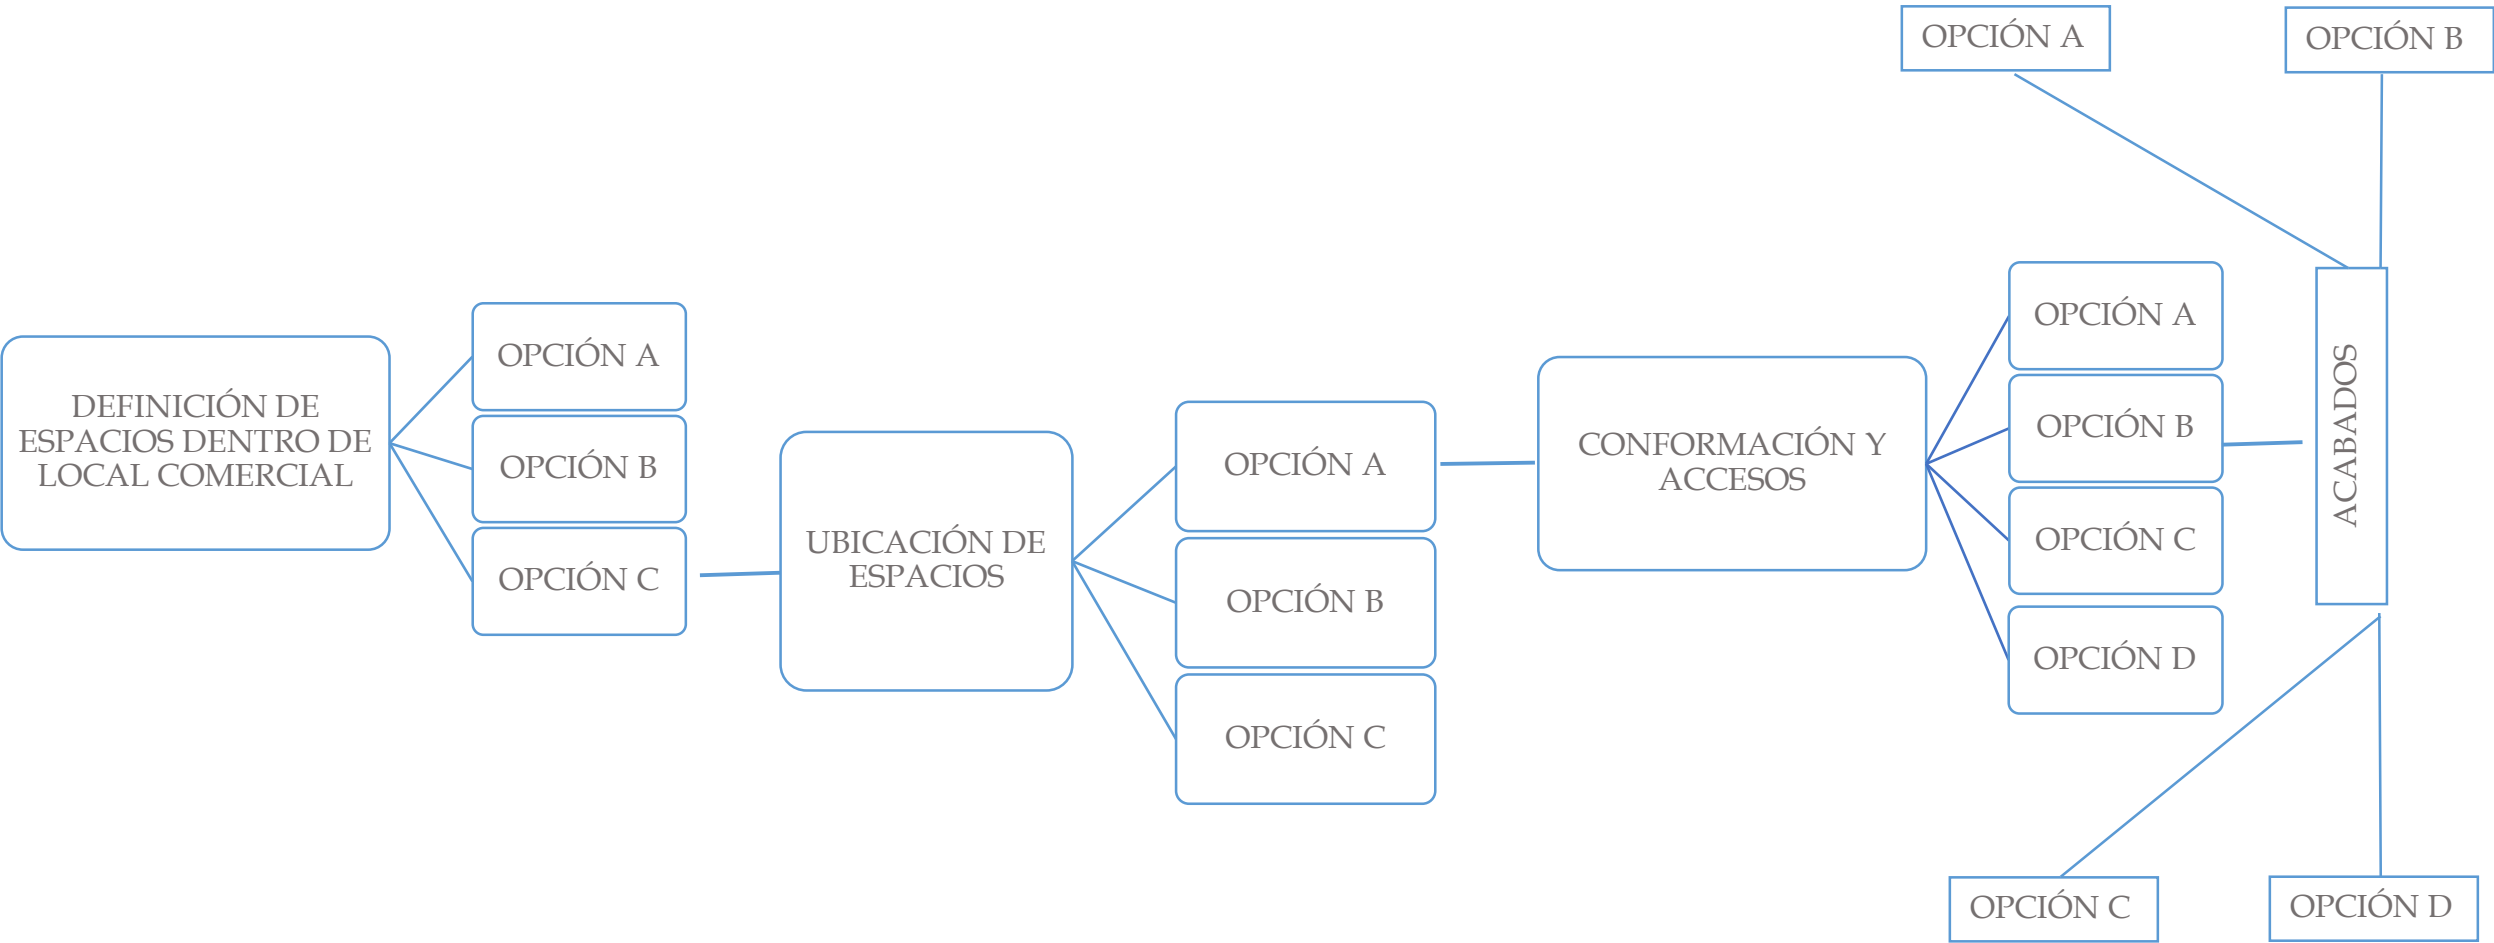 DEFINICIÓN DE
ESPACIOS DENTRO DE
LOCAL COMERCIAL
OPCIÓN A
OPCIÓN B
OPCIÓN C
UBICACIÓN DE
ESPACIOS
OPCIÓN A
OPCIÓN B
OPCIÓN C
CONFORMACIÓN Y
ACCESOS
OPCIÓN A
OPCIÓN B
OPCIÓN C
OPCIÓN D
ACABADOS
OPCIÓN A
OPCIÓN B
OPCIÓN C
OPCIÓN D